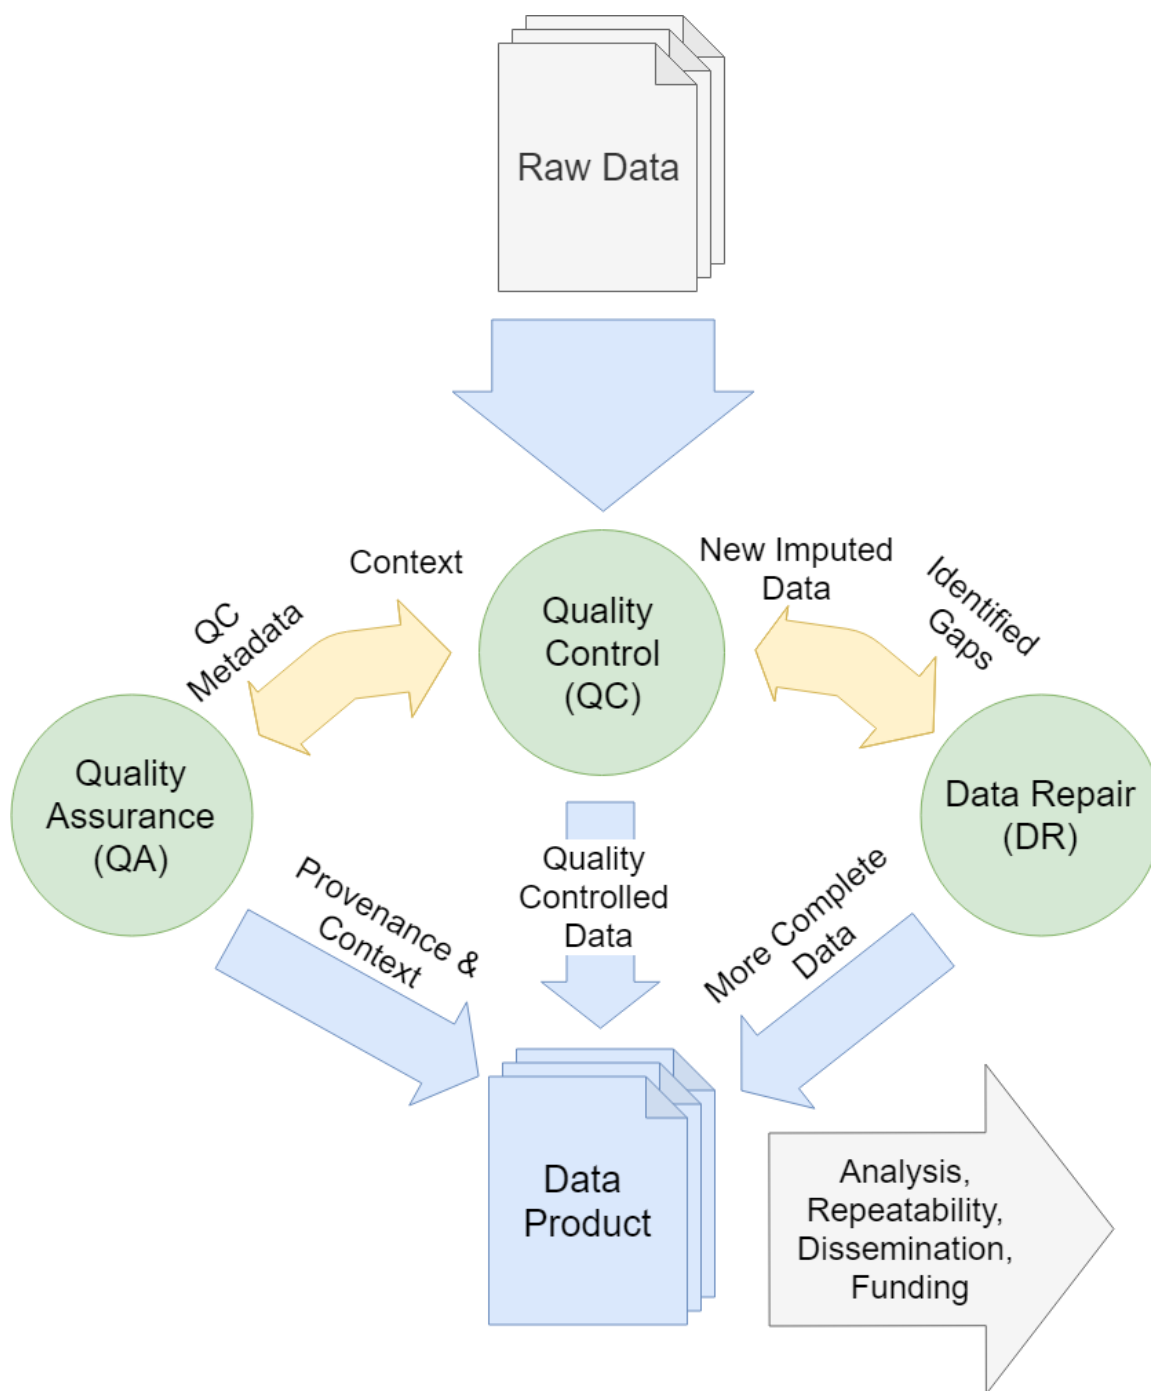 Raw Data
Context
New Imputed
Data
Identified
Gaps
QC
Metadata
Quality
Control
(QC)
Quality
Assurance
(QA)
Data Repair
(DR)
Provenance &
Context
Quality
Controlled
Data
More Complete
Data
Data
Product
Analysis,
Repeatability,
Dissemination,
Funding